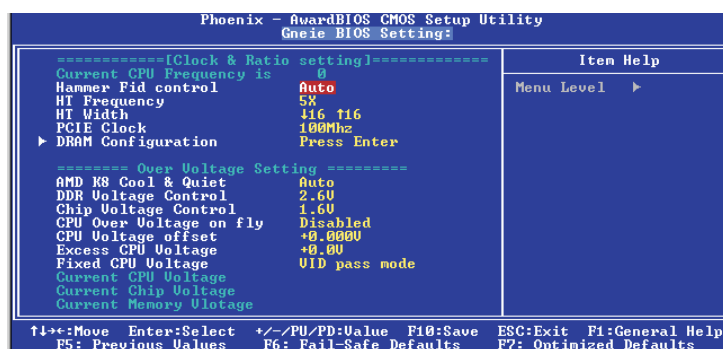 Phoenix - AwardBIOS CMOS Setup Utility
Gneie BIOS Setting:
============[Clock & Ratio setting]=============
Item Help
Current CPU Frequency is 0
Hammer Fid control Auto
Menu Level ▶
HT Frequency 5X
HT Width ↓16 ↑16
PCIE Clock 100Mhz
▶ DRAM Configuration Press Enter
======== Over Voltage Setting =========
AMD K8 Cool & Quiet Auto
DDR Voltage Control 2.6V
Chip Voltage Control 1.6V
CPU Over Voltage on fly Disabled
CPU Voltage offset +0.000V
Excess CPU Voltage +0.0V
Fixed CPU Voltage VID pass mode
Current CPU Voltage
Current Chip Voltage
Current Memory Vlotage
↑↓→←:Move Enter:Select +/-/PU/PD:Value F10:Save ESC:Exit F1:General Help
F5: Previous Values F6: Fail-Safe Defaults F7: Optimized Defaults